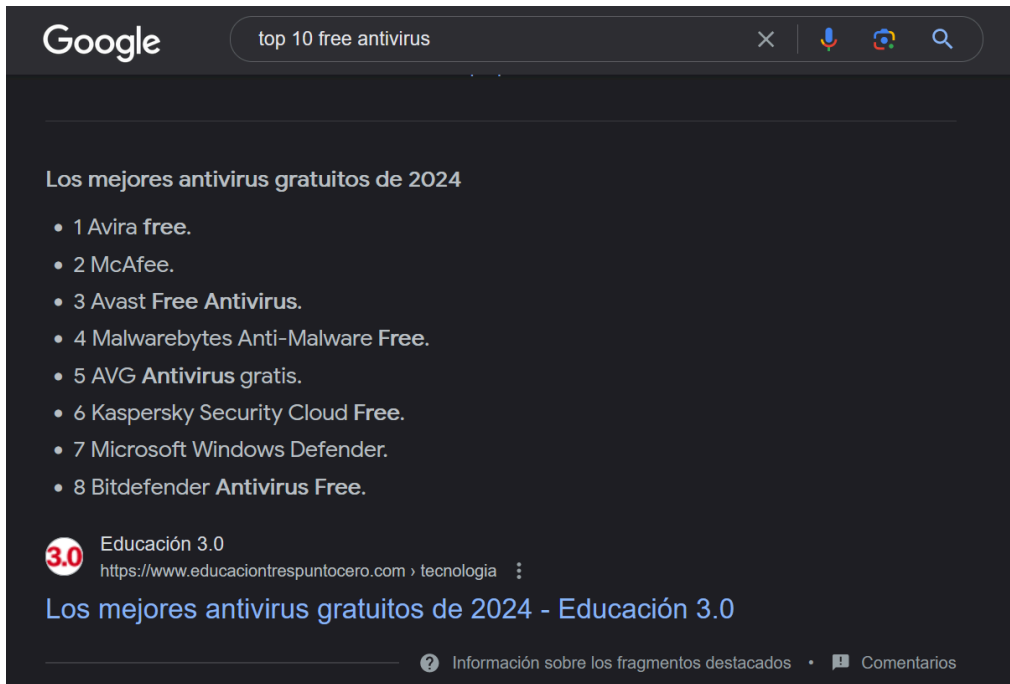 Google
top 10 free antivirus
Los mejores antivirus gratuitos de 2024
1 Avira free.
2 McAfee.
3 Avast Free Antivirus.
4 Malwarebytes Anti-Malware Free.
5 AVG Antivirus gratis.
6 Kaspersky Security Cloud Free.
7 Microsoft Windows Defender.
8 Bitdefender Antivirus Free.
3.0
Educación 3.0
https://www.educaciontrespuntocero.com › tecnologia
Los mejores antivirus gratuitos de 2024 - Educación 3.0
Información sobre los fragmentos destacados • Comentarios